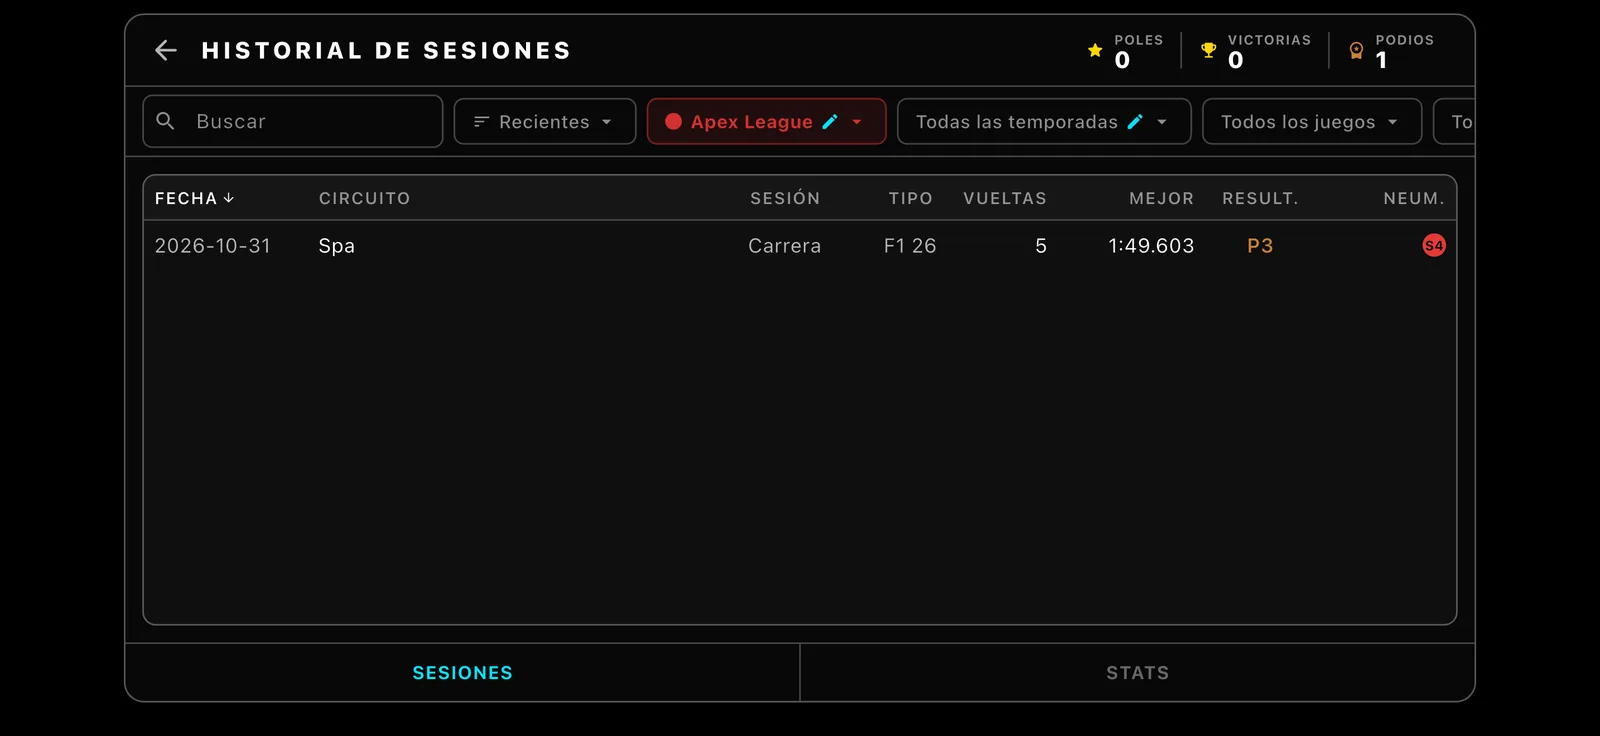 HISTORIAL DE SESIONES
POLES
0
VICTORIAS
0
PODIOS
1
Buscar
Recientes
Apex League
Todas las temporadas
Todos los juegos
To
FECHA ↓ CIRCUITO SESIÓN TIPO VUELTAS MEJOR RESULT. NEUM.
2026-10-31 Spa Carrera F1 26 5 1:49.603 P3 S4
SESIONES STATS